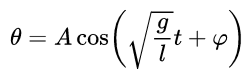 θ = A cos(√(g/l) t + φ)